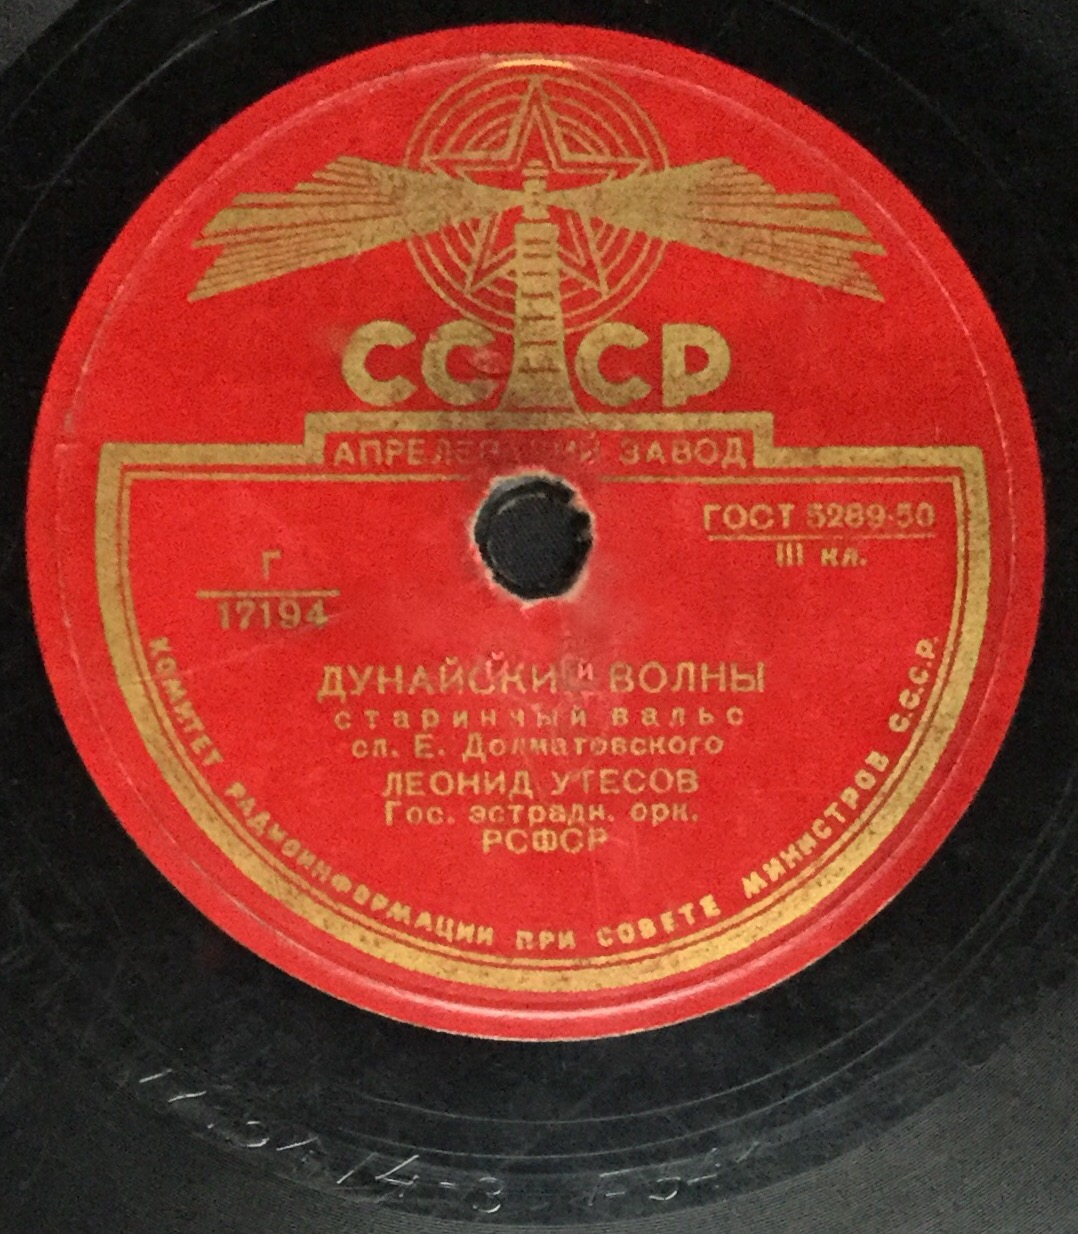 СССР
АПРЕЛЕВСКИЙ ЗАВОД
ГОСТ 5289-50
III кл.
Г
17194
ДУНАЙСКИЕ ВОЛНЫ
старинный вальс
сл. Е. Долматовского
ЛЕОНИД УТЕСОВ
Гос. эстрадн. орк.
РСФСР
КОМИТЕТ РАДИОИНФОРМАЦИИ ПРИ СОВЕТЕ МИНИСТРОВ С.С.С.Р.